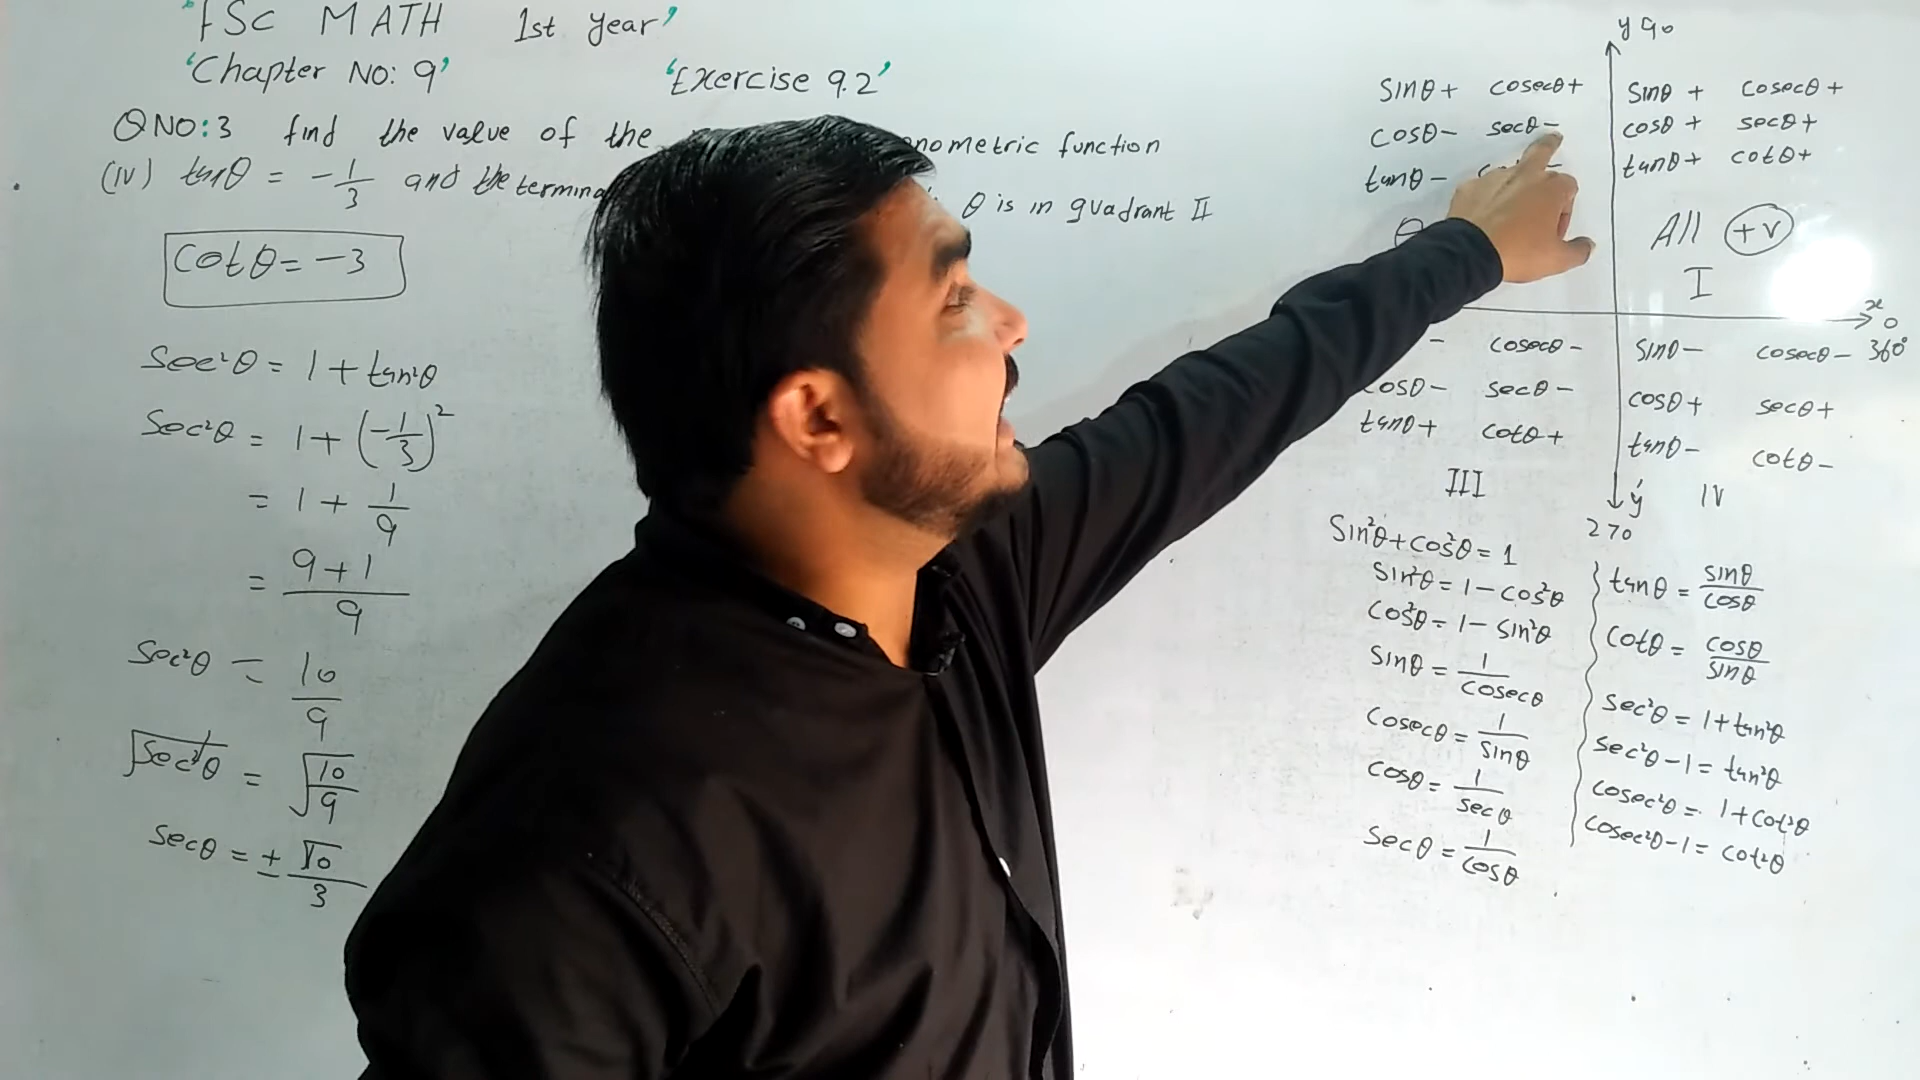 'FSc MATH 1st year'
'Chapter No: 9' 'Exercise 9.2'
QNO:3 find the value of the nometric function
(iv) tanθ = -1/3 and the termina θ is in quadrant II
cotθ = -3
sec²θ = 1 + tan²θ
sec²θ = 1 + (-1/3)²
= 1 + 1/9
= 9+1/9
sec²θ = 10/9
√sec²θ = √10/9
secθ = ± √10/3
y 90
sinθ+ cosecθ+
cosθ- secθ-
tanθ-
sinθ + cosecθ +
cosθ + secθ+
tanθ+ cotθ+
All +v
I
x 0
360°
- cosecθ-
cosθ- secθ-
tanθ+ cotθ+
III
sinθ- cosecθ-
cosθ+ secθ+
tanθ- cotθ-
ý IV
270
Sin²θ+cos²θ = 1
sin²θ = 1-cos²θ
cos²θ = 1- sin²θ
sinθ = 1/cosecθ
cosecθ = 1/sinθ
cosθ = 1/secθ
secθ = 1/cosθ
tanθ = sinθ/cosθ
cotθ = cosθ/sinθ
sec²θ = 1+tan²θ
sec²θ-1 = tan²θ
cosec²θ = 1+cot²θ
cosec²θ-1 = cot²θ